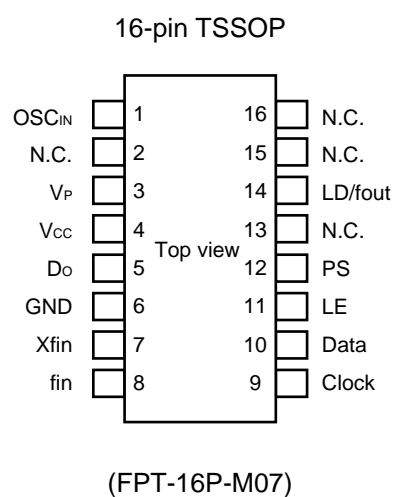 16-pin TSSOP
OSCIN 1 16 N.C.
N.C. 2 15 N.C.
VP 3 14 LD/fout
VCC 4 13 N.C.
Top view
DO 5 12 PS
GND 6 11 LE
Xfin 7 10 Data
fin 8 9 Clock
(FPT-16P-M07)